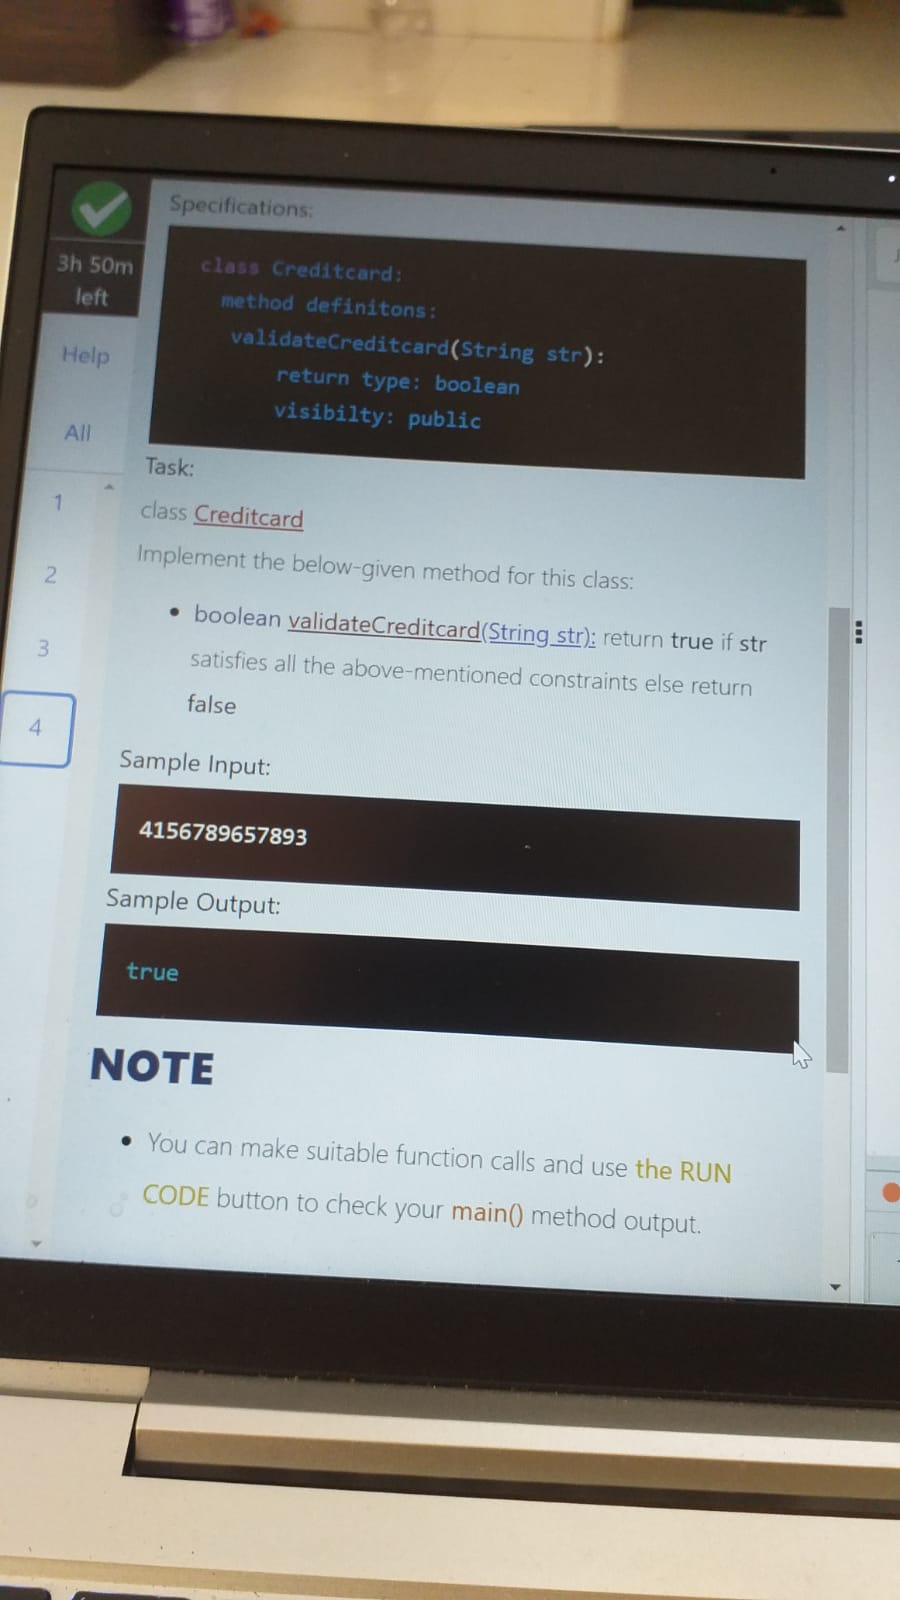 3h 50m
left
Help
All
1
2
3
4
Specifications:
class Creditcard:
method definitons:
validateCreditcard(String str):
return type: boolean
visibilty: public
Task:
class Creditcard
Implement the below-given method for this class:
• boolean validateCreditcard(String str): return true if str
satisfies all the above-mentioned constraints else return
false
Sample Input:
4156789657893
Sample Output:
true
NOTE
• You can make suitable function calls and use the RUN
CODE button to check your main() method output.